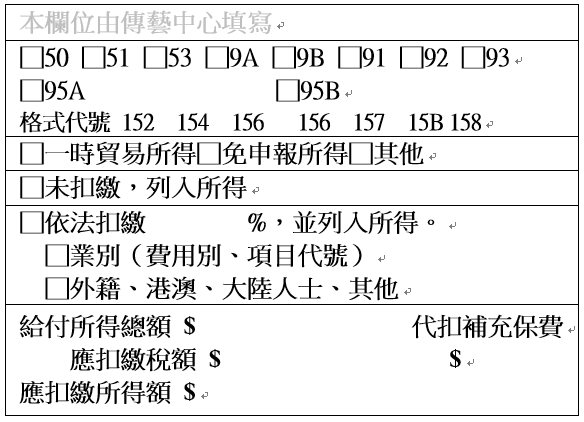 本欄位由傳藝中心填寫
□50 □51 □53 □9A □9B □91 □92 □93
□95A □95B
格式代號 152 154 156 156 157 15B 158
□一時貿易所得□免申報所得□其他
□未扣繳，列入所得
□依法扣繳 %，並列入所得。
□業別（費用別、項目代號）
□外籍、港澳、大陸人士、其他
給付所得總額 $ 代扣補充保費
應扣繳稅額 $ $
應扣繳所得額 $